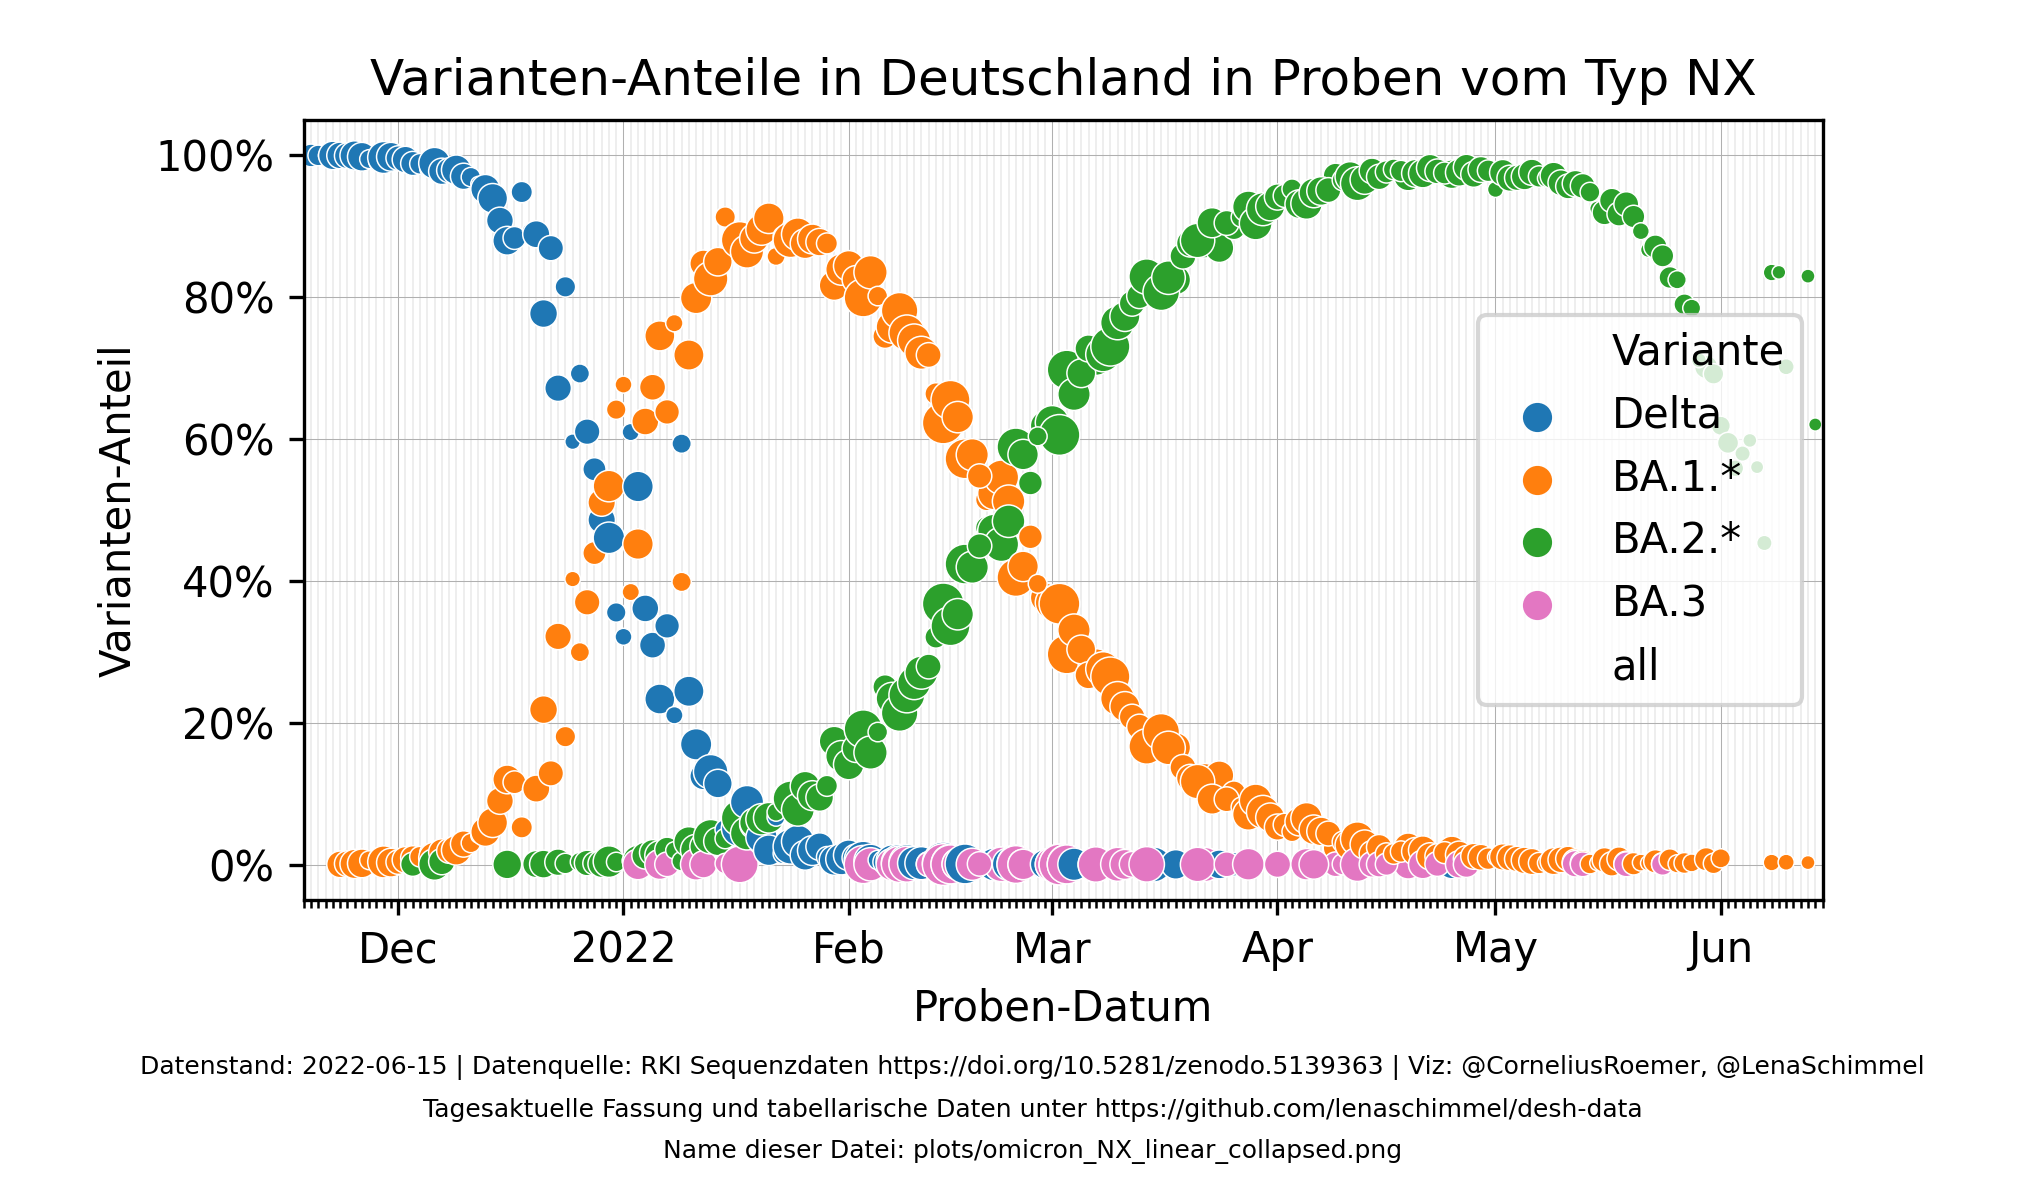 Varianten-Anteile in Deutschland in Proben vom Typ NX
Varianten-Anteil
100%
80%
60%
40%
20%
0%
Variante
Delta
BA.1.*
BA.2.*
BA.3
all
Dec 2022 Feb Mar Apr May Jun
Proben-Datum
Datenstand: 2022-06-15 | Datenquelle: RKI Sequenzdaten https://doi.org/10.5281/zenodo.5139363 | Viz: @CorneliusRoemer, @LenaSchimmel
Tagesaktuelle Fassung und tabellarische Daten unter https://github.com/lenaschimmel/desh-data
Name dieser Datei: plots/omicron_NX_linear_collapsed.png